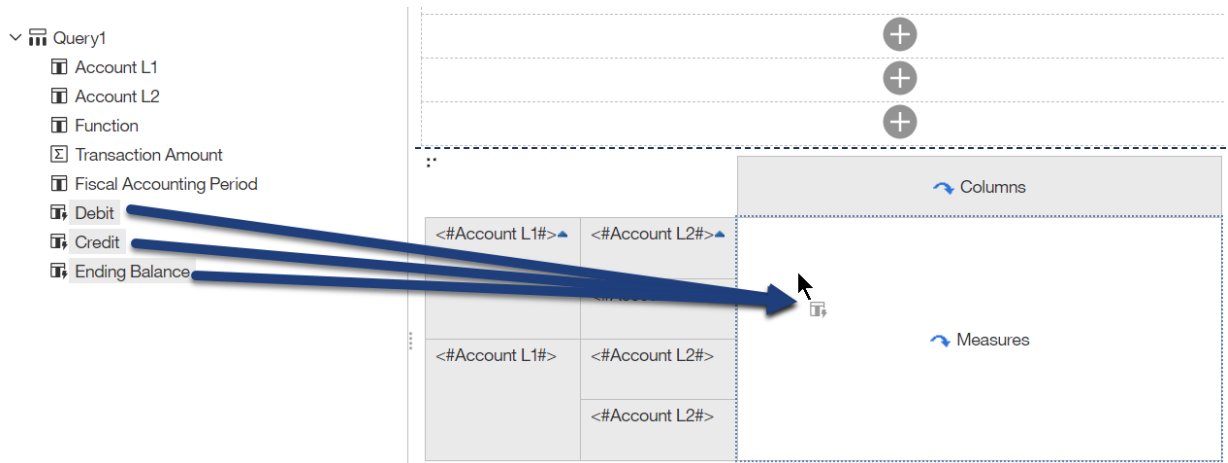 Query1
Account L1
Account L2
Function
Transaction Amount
Fiscal Accounting Period
Debit
Credit
Ending Balance
Columns
<#Account L1#> <#Account L2#>
Measures
<#Account L1#> <#Account L2#>
<#Account L2#>